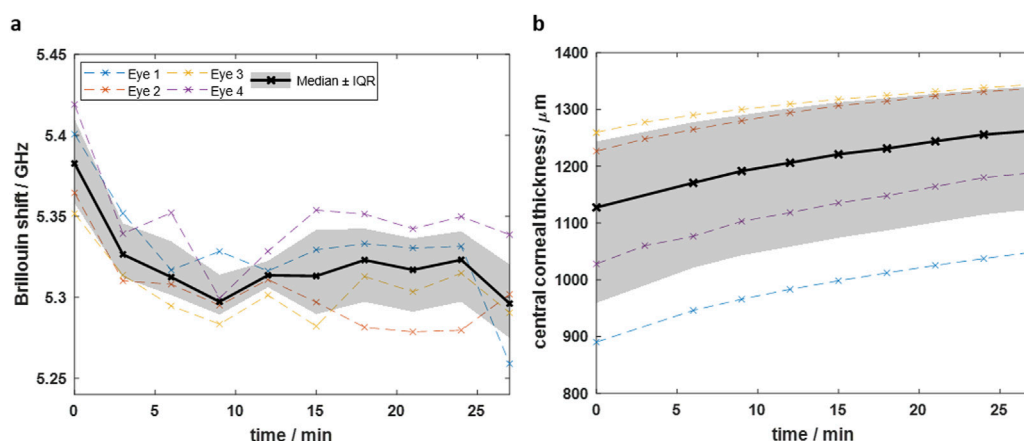 a
5.45
5.4
5.35
5.3
5.25
Brillouin shift / GHz
Eye 1
Eye 3
Median ± IQR
Eye 2
Eye 4
0
5
10
15
20
25
time / min
b
1400
1300
1200
1100
1000
900
800
central corneal thickness/ μm
0
5
10
15
20
25
time / min